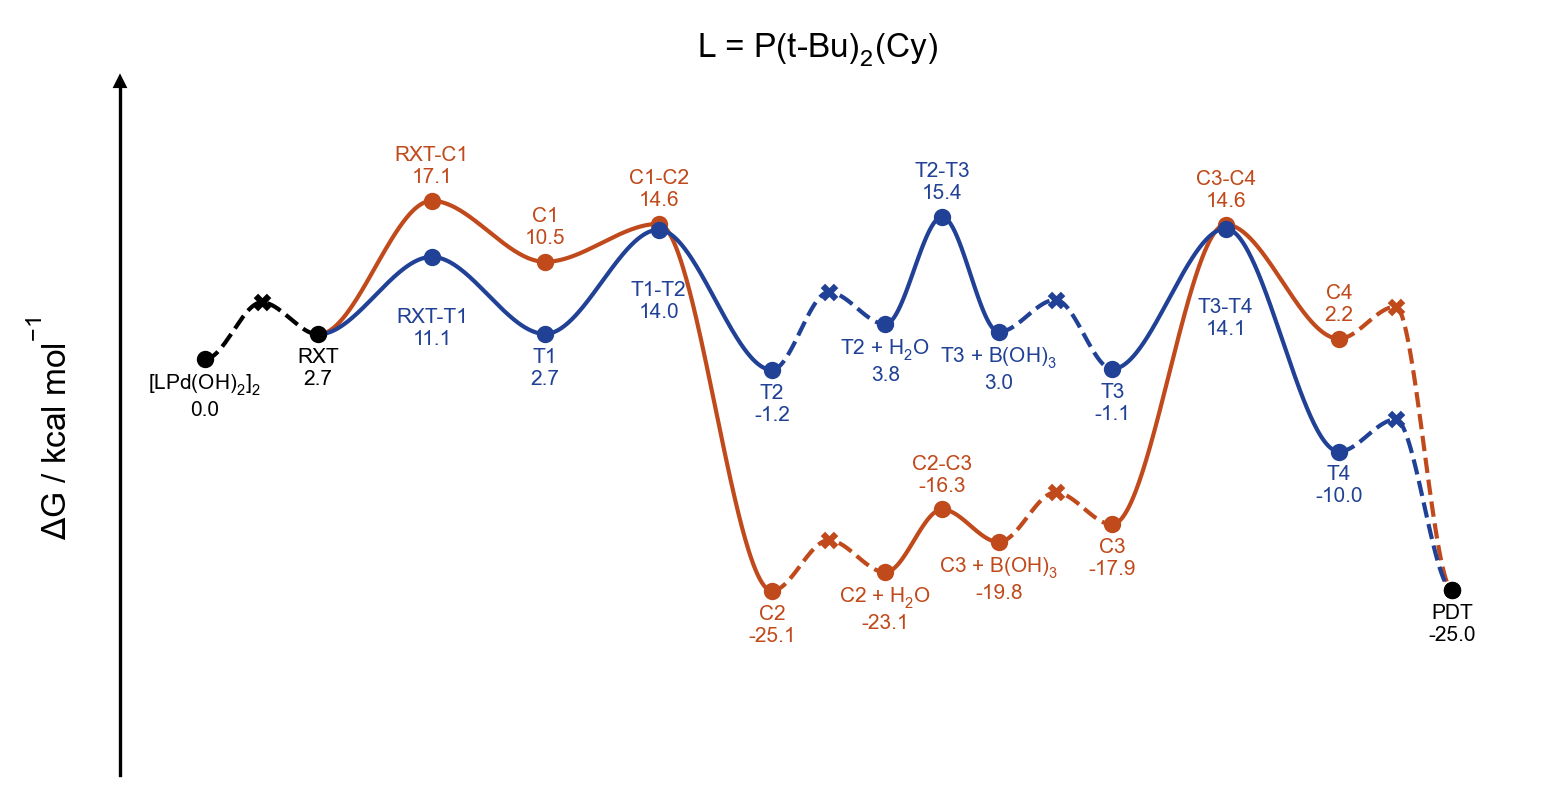 L = P(t-Bu)₂(Cy)
ΔG / kcal mol⁻¹
[LPd(OH)₂]₂
0.0
RXT
2.7
RXT-C1
17.1
RXT-T1
11.1
C1
10.5
T1
2.7
C1-C2
14.6
T1-T2
14.0
T2
-1.2
C2
-25.1
T2 + H₂O
3.8
C2 + H₂O
-23.1
T2-T3
15.4
C2-C3
-16.3
T3 + B(OH)₃
3.0
C3 + B(OH)₃
-19.8
T3
-1.1
C3
-17.9
C3-C4
14.6
T3-T4
14.1
C4
2.2
T4
-10.0
PDT
-25.0